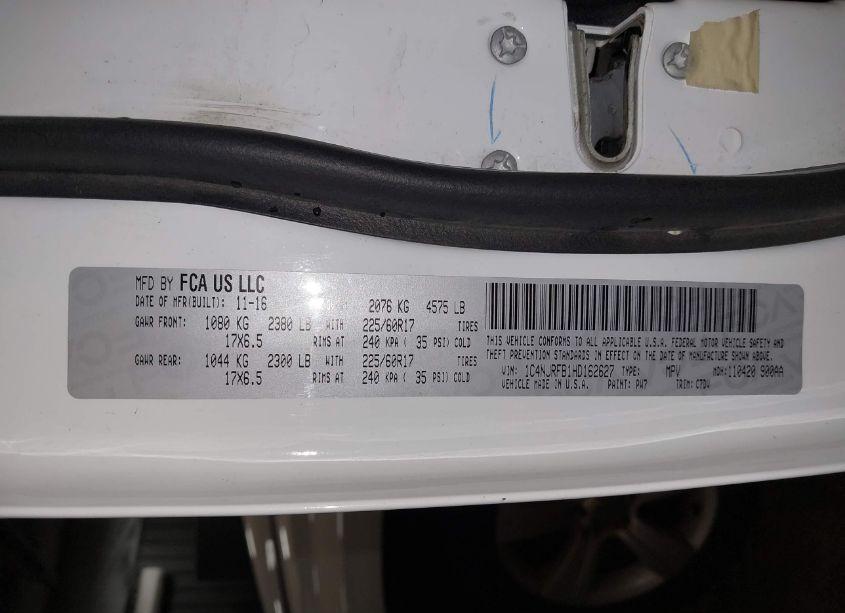 MFD BY FCA US LLC
DATE OF MFR(BUILT): 11-16 2076 KG 4575 LB
GAWR FRONT: 1080 KG 2380 LB WITH 225/60R17 TIRES
17X6.5 RIMS AT 240 KPA ( 35 PSI) COLD
GAWR REAR: 1044 KG 2300 LB WITH 225/60R17 TIRES
17X6.5 RIMS AT 240 KPA ( 35 PSI) COLD
THIS VEHICLE CONFORMS TO ALL APPLICABLE U.S.A. FEDERAL MOTOR VEHICLE SAFETY AND
THEFT PREVENTION STANDARDS IN EFFECT ON THE DATE OF MANUFACTURE SHOWN ABOVE.
VIN: 1C4NJRFB1HD162627 TYPE: MPV MDH: 110420 900AA
VEHICLE MADE IN U.S.A. PAINT: PW7 TRIM: C7DV